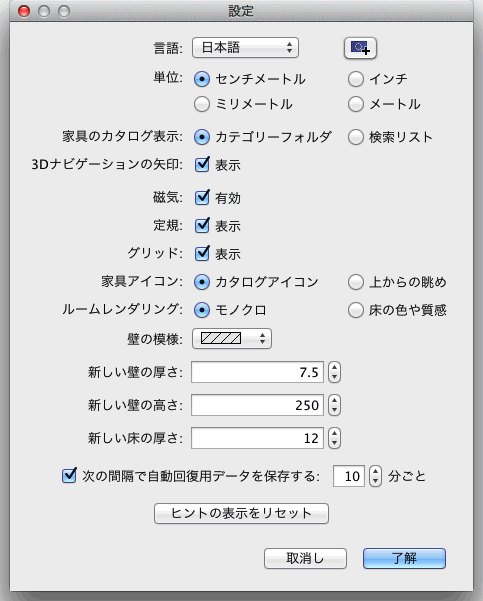 設定
言語: 日本語
単位: センチメートル インチ
ミリメートル メートル
家具のカタログ表示: カテゴリーフォルダ 検索リスト
3Dナビゲーションの矢印: 表示
磁気: 有効
定規: 表示
グリッド: 表示
家具アイコン: カタログアイコン 上からの眺め
ルームレンダリング: モノクロ 床の色や質感
壁の模様:
新しい壁の厚さ: 7.5
新しい壁の高さ: 250
新しい床の厚さ: 12
次の間隔で自動回復用データを保存する: 10 分ごと
ヒントの表示をリセット
取消し 了解